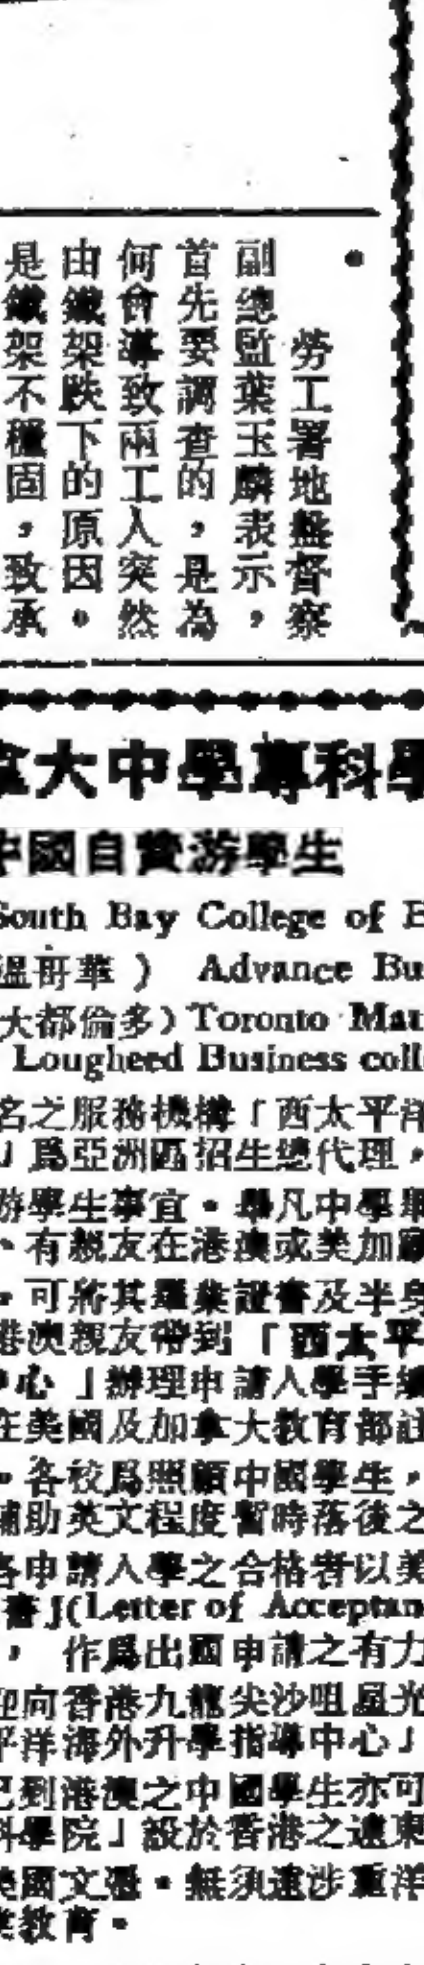 勞工署地盤督察
副總監葉玉麟表示，
首先要調查的，是為
何會導致兩工人突然
由鐵架跌下的原因。
是鐵架不穩固，致承
拿大中學專科學
中國自費游學生
South Bay College of B
溫哥華） Advance Bu
大都倫多）Toronto Mat
Lougheed Business coll
名之服務機構「西太平洋
」爲亞洲區招生總代理，
游學生事宜。舉凡中學畢
、有親友在港澳或美加
。可將其證書及半身
港澳親友帶到「西太平
中心」辦理申請入學手續
在美國及加拿大教育部註
。各校爲照顧中國學生，
輔助英文程度暫時落後之
各申請入學之合格者以美
書」(Letter of Acceptan
， 作爲出國申請之有力
迎向香港九龍尖沙咀星光
平洋海外升學指導中心」
已到港澳之中國學生亦可
科學院」設於香港之遠東
美國文憑。無須遠涉重洋
教育。